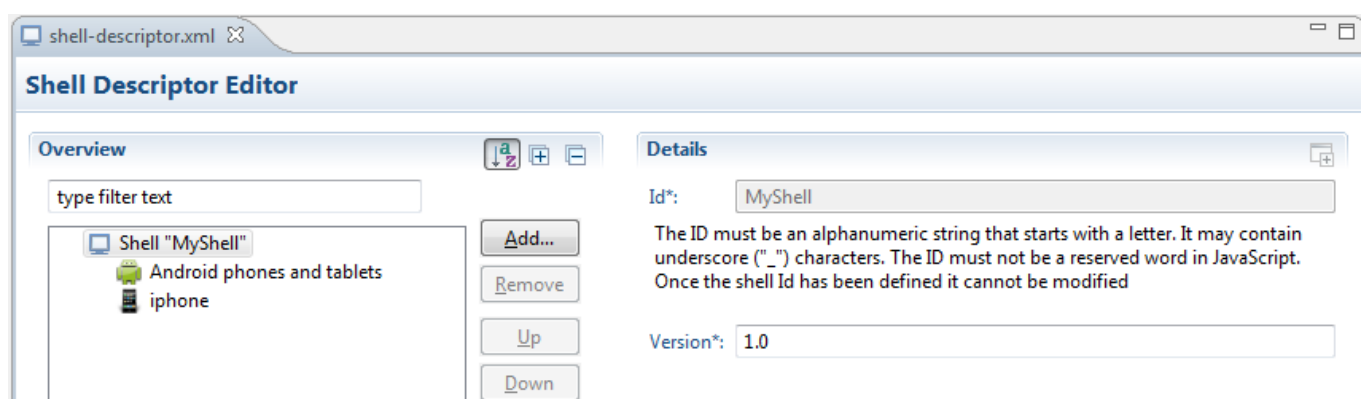 shell-descriptor.xml
Shell Descriptor Editor
Overview
type filter text
Shell "MyShell"
Android phones and tablets
iphone
Add...
Remove
Up
Down
Details
Id*: MyShell
The ID must be an alphanumeric string that starts with a letter. It may contain
underscore ("_") characters. The ID must not be a reserved word in JavaScript.
Once the shell Id has been defined it cannot be modified
Version*: 1.0